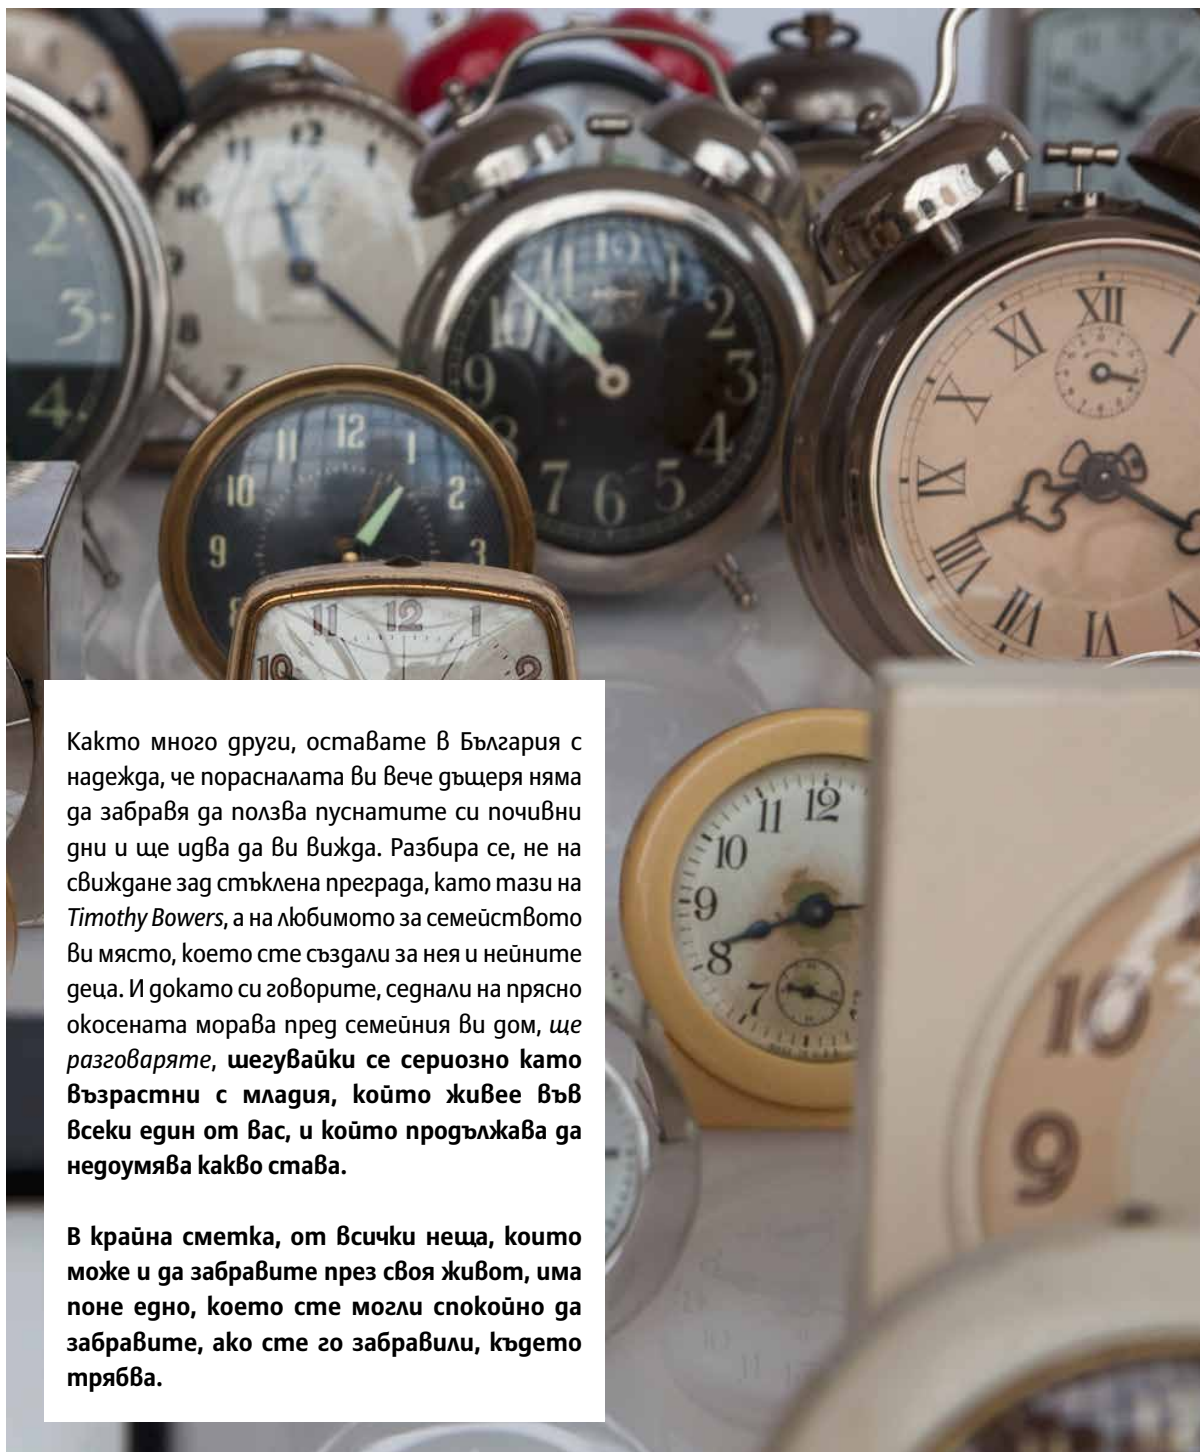 Както много други, оставате в България с
надежда, че порасналата ви вече дъщеря няма
да забравя да ползва пуснатите си почивни
дни и ще идва да ви вижда. Разбира се, не на
свиждане зад стъклена преграда, като тази на
Timothy Bowers, а на любимото за семейството
ви място, което сте създали за нея и нейните
деца. И докато си говорите, седнали на прясно
окосената морава пред семейния ви дом, ще
разговаряте, шегувайки се сериозно като
възрастни с младия, който живее във
всеки един от вас, и който продължава да
недоумява какво става.
В крайна сметка, от всички неща, които
може и да забравите през своя живот, има
поне едно, което сте могли спокойно да
забравите, ако сте го забравили, където
трябва.